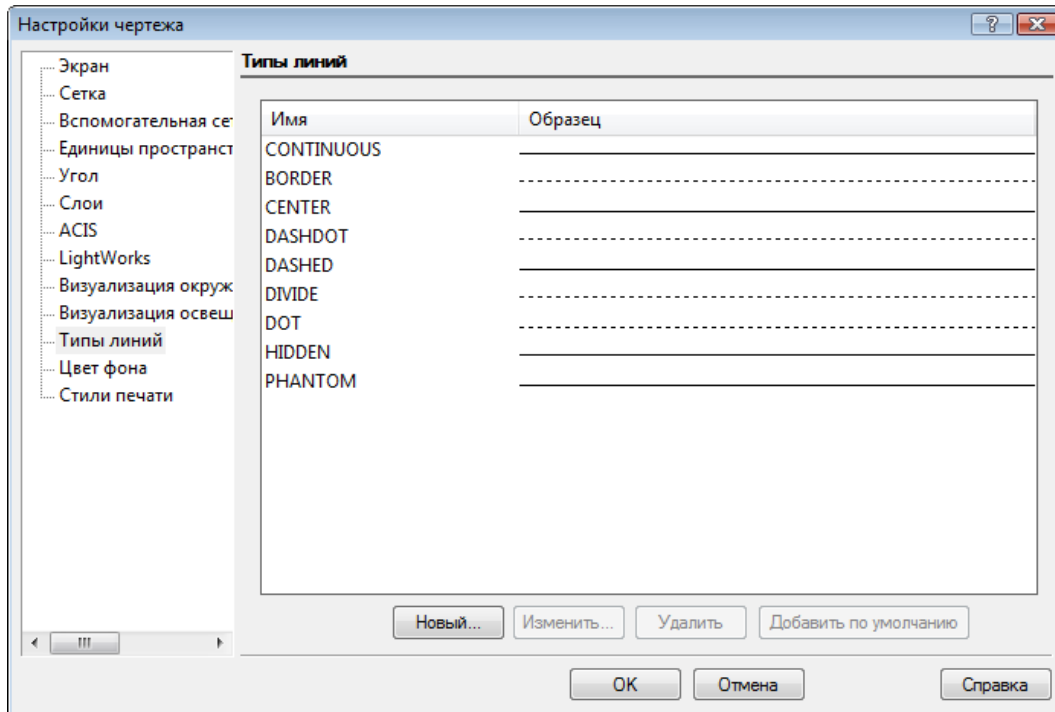 Настройки чертежа
Экран
Сетка
Вспомогательная сет
Единицы пространст
Угол
Слои
ACIS
LightWorks
Визуализация окруж
Визуализация освещ
Типы линий
Цвет фона
Стили печати
Типы линий
Имя Образец
CONTINUOUS
BORDER
CENTER
DASHDOT
DASHED
DIVIDE
DOT
HIDDEN
PHANTOM
Новый... Изменить... Удалить Добавить по умолчанию
OK Отмена Справка